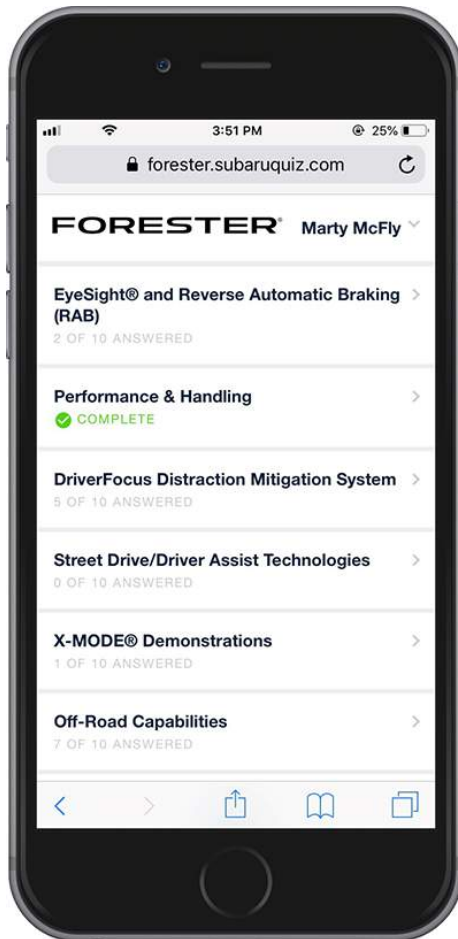 3:51 PM
25%
forester.subaruquiz.com
FORESTER®
Marty McFly
EyeSight® and Reverse Automatic Braking
(RAB)
2 OF 10 ANSWERED
Performance & Handling
COMPLETE
DriverFocus Distraction Mitigation System
5 OF 10 ANSWERED
Street Drive/Driver Assist Technologies
0 OF 10 ANSWERED
X-MODE® Demonstrations
1 OF 10 ANSWERED
Off-Road Capabilities
7 OF 10 ANSWERED